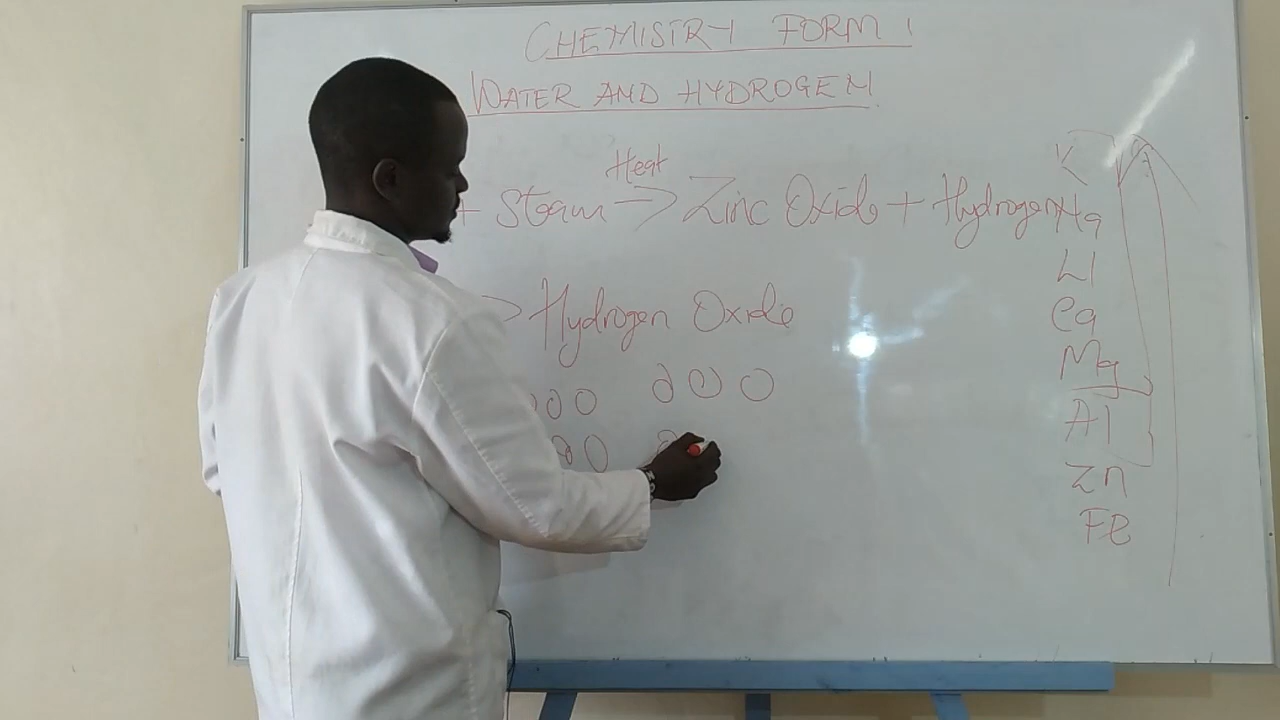 CHEMISTRY FORM 1
WATER AND HYDROGEN
Heat
+ Steam → Zinc Oxide + Hydrogen
> Hydrogen Oxide
K
Na
Li
Ca
Mg
Al
Zn
Fe